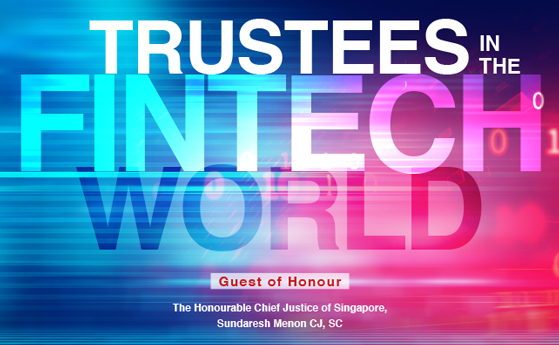 TRUSTEES IN
THE
FINTECH
WORLD
Guest of Honour
The Honourable Chief Justice of Singapore,
Sundaresh Menon CJ, SC